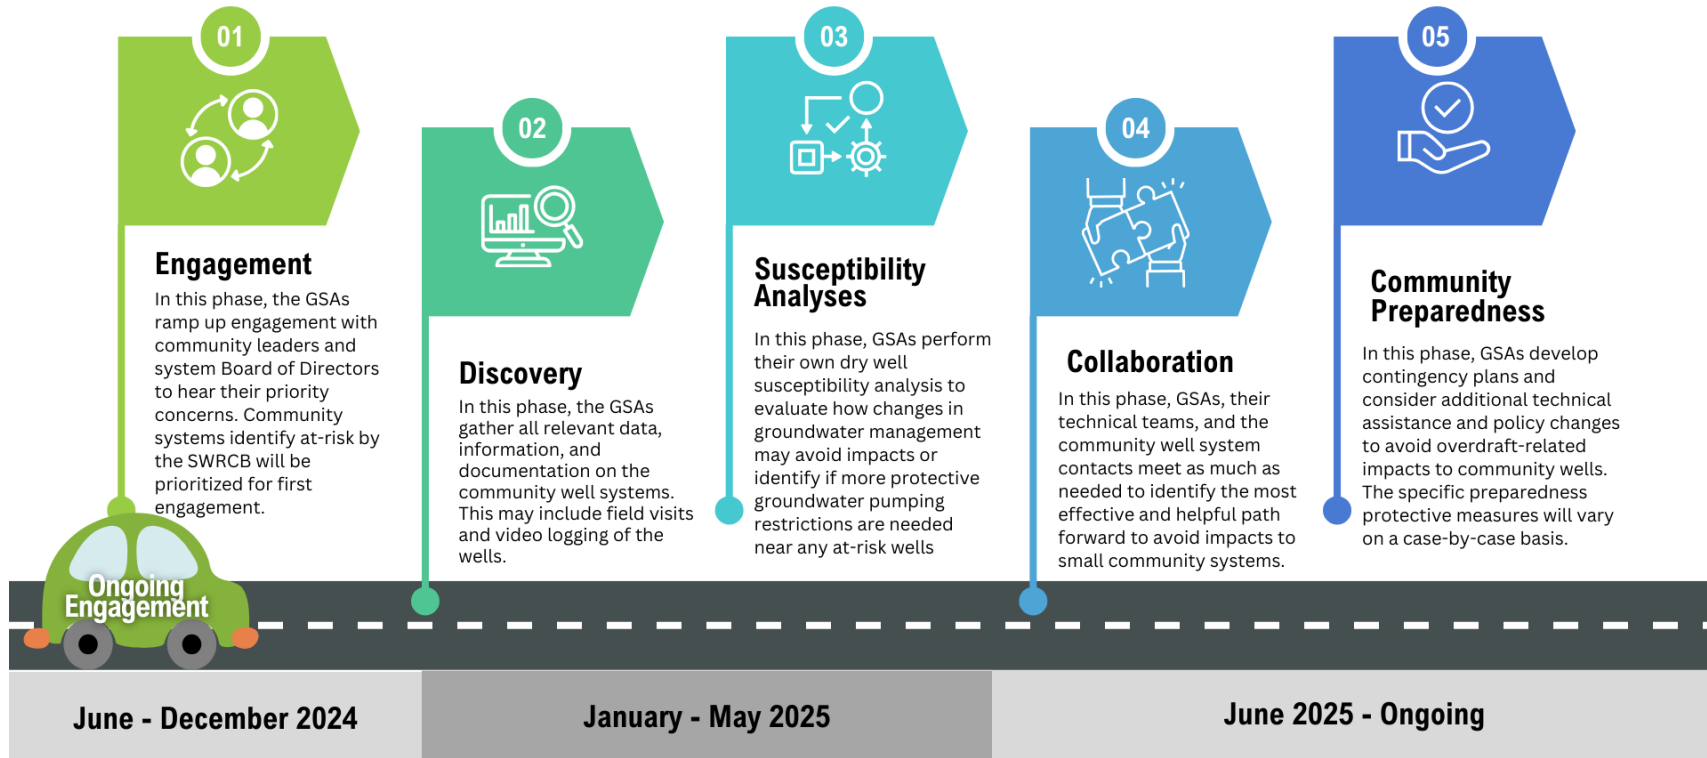 01
Engagement
In this phase, the GSAs
ramp up engagement with
community leaders and
system Board of Directors
to hear their priority
concerns. Community
systems identify at-risk by
the SWRCB will be
prioritized for first
engagement.
02
Discovery
In this phase, the GSAs
gather all relevant data,
information, and
documentation on the
community well systems.
This may include field visits
and video logging of the
wells.
03
Susceptibility
Analyses
In this phase, GSAs perform
their own dry well
susceptibility analysis to
evaluate how changes in
groundwater management
may avoid impacts or
identify if more protective
groundwater pumping
restrictions are needed
near any at-risk wells
04
Collaboration
In this phase, GSAs, their
technical teams, and the
community well system
contacts meet as much as
needed to identify the most
effective and helpful path
forward to avoid impacts to
small community systems.
05
Community
Preparedness
In this phase, GSAs develop
contingency plans and
consider additional technical
assistance and policy changes
to avoid overdraft-related
impacts to community wells.
The specific preparedness
protective measures will vary
on a case-by-case basis.
Ongoing
Engagement
June - December 2024
January - May 2025
June 2025 - Ongoing